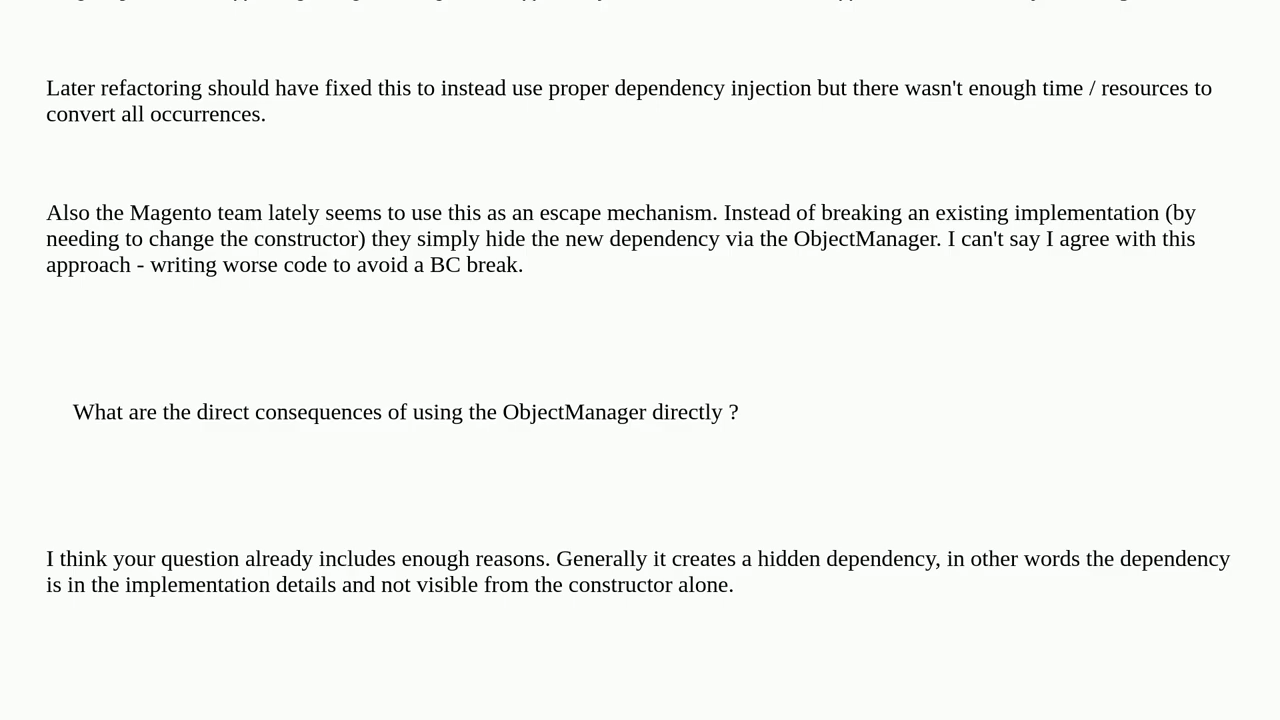 Later refactoring should have fixed this to instead use proper dependency injection but there wasn't enough time / resources to
convert all occurrences.
Also the Magento team lately seems to use this as an escape mechanism. Instead of breaking an existing implementation (by
needing to change the constructor) they simply hide the new dependency via the ObjectManager. I can't say I agree with this
approach - writing worse code to avoid a BC break.
What are the direct consequences of using the ObjectManager directly ?
I think your question already includes enough reasons. Generally it creates a hidden dependency, in other words the dependency
is in the implementation details and not visible from the constructor alone.